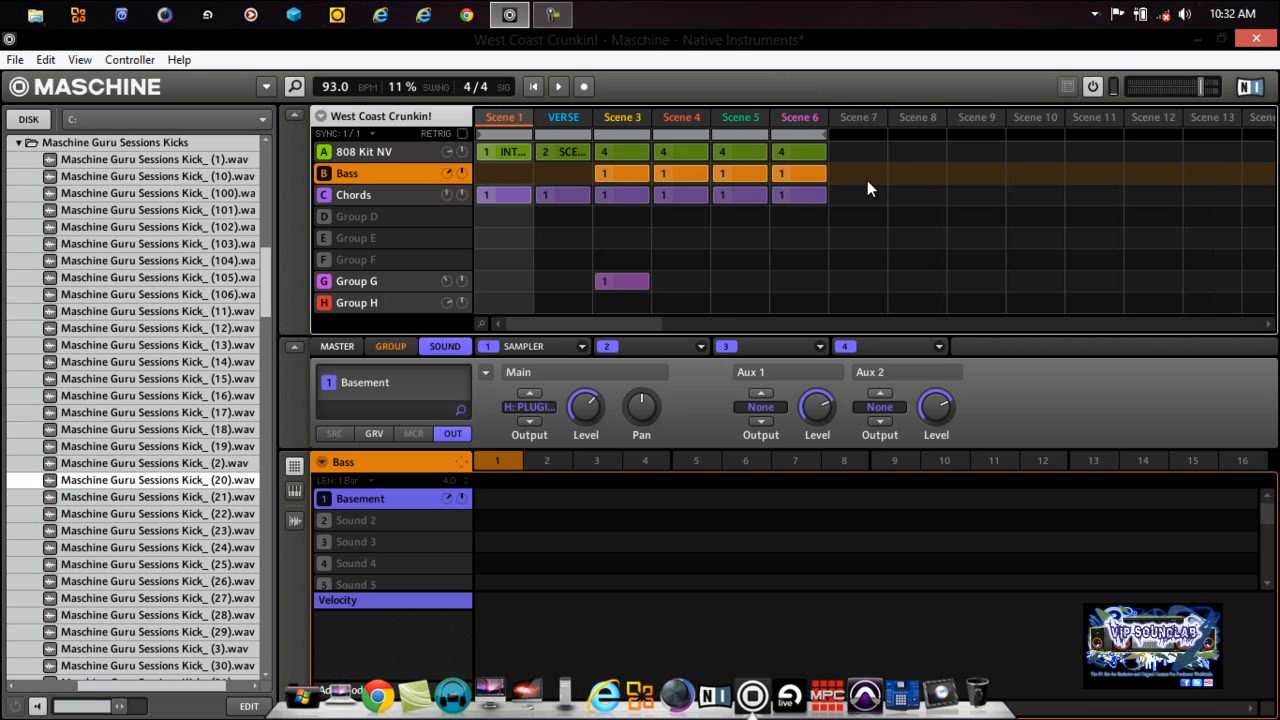 10:32 AM
West Coast Crunkin! - Maschine - Native Instruments*
File Edit View Controller Help
MASCHINE 93.0 BPM 11 % SWING 4/4 SIG
DISK C:
West Coast Crunkin! Scene 1 VERSE Scene 3 Scene 4 Scene 5 Scene 6 Scene 7 Scene 8 Scene 9 Scene 10 Scene 11 Scene 12 Scene 13 Scene
SYNC: 1/1 RETRIG
A 808 Kit NV 1 INT... 2 SCE... 4 4 4 4
B Bass 1 1 1 1
C Chords 1 1 1 1 1 1
D Group D
E Group E
F Group F
G Group G 1
H Group H
Maschine Guru Sessions Kicks
Maschine Guru Sessions Kick_ (1).wav
Maschine Guru Sessions Kick_ (10).wav
Maschine Guru Sessions Kick_ (100).wa
Maschine Guru Sessions Kick_ (101).wa
Maschine Guru Sessions Kick_ (102).wa
Maschine Guru Sessions Kick_ (103).wa
Maschine Guru Sessions Kick_ (104).wa
Maschine Guru Sessions Kick_ (105).wa
Maschine Guru Sessions Kick_ (106).wa
Maschine Guru Sessions Kick_ (11).wav
Maschine Guru Sessions Kick_ (12).wav
Maschine Guru Sessions Kick_ (13).wav
Maschine Guru Sessions Kick_ (14).wav
Maschine Guru Sessions Kick_ (15).wav
Maschine Guru Sessions Kick_ (16).wav
Maschine Guru Sessions Kick_ (17).wav
Maschine Guru Sessions Kick_ (18).wav
Maschine Guru Sessions Kick_ (19).wav
Maschine Guru Sessions Kick_ (2).wav
Maschine Guru Sessions Kick_ (20).wav
Maschine Guru Sessions Kick_ (21).wav
Maschine Guru Sessions Kick_ (22).wav
Maschine Guru Sessions Kick_ (23).wav
Maschine Guru Sessions Kick_ (24).wav
Maschine Guru Sessions Kick_ (25).wav
Maschine Guru Sessions Kick_ (26).wav
Maschine Guru Sessions Kick_ (27).wav
Maschine Guru Sessions Kick_ (28).wav
Maschine Guru Sessions Kick_ (29).wav
Maschine Guru Sessions Kick_ (3).wav
Maschine Guru Sessions Kick_ (30).wav
EDIT
MASTER GROUP SOUND 1 SAMPLER 2 3 4
1 Basement Main Aux 1 Aux 2
H: PLUGI... None None
SRC GRV MCR OUT Output Level Pan Output Level Output Level
Bass 1 2 3 4 5 6 7 8 9 10 11 12 13 14 15 16
LEN: 1 Bar 4.0
1 Basement
2 Sound 2
3 Sound 3
4 Sound 4
5 Sound 5
Velocity
VIP SOUNDLAB
NI live MPC